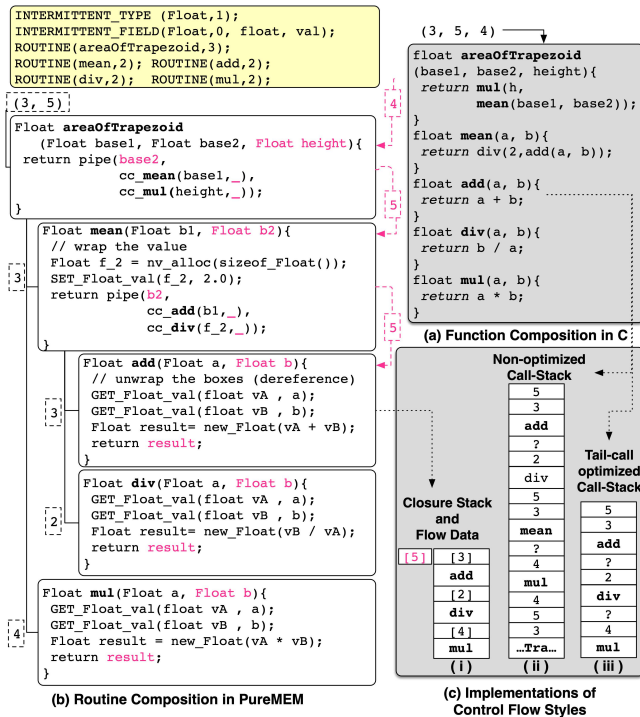 INTERMITTENT_TYPE (Float,1);
INTERMITTENT_FIELD(Float,0, float, val);
ROUTINE(areaOfTrapezoid,3);
ROUTINE(mean,2); ROUTINE(add,2);
ROUTINE(div,2); ROUTINE(mul,2);
(3, 5)
4
Float areaOfTrapezoid
(Float base1, Float base2, Float height){
return pipe(base2,
cc_mean(base1,_),
cc_mul(height,_));
}
5
3
Float mean(Float b1, Float b2){
// wrap the value
Float f_2 = nv_alloc(sizeof_Float());
SET_Float_val(f_2, 2.0);
return pipe(b2,
cc_add(b1,_),
cc_div(f_2,_));
}
5
3
Float add(Float a, Float b){
// unwrap the boxes (dereference)
GET_Float_val(float vA , a);
GET_Float_val(float vB , b);
Float result= new_Float(vA + vB);
return result;
}
2
Float div(Float a, Float b){
GET_Float_val(float vA , a);
GET_Float_val(float vB , b);
Float result= new_Float(vB / vA);
return result;
}
4
Float mul(Float a, Float b){
GET_Float_val(float vA , a);
GET_Float_val(float vB , b);
Float result = new_Float(vA * vB);
return result;
}
(b) Routine Composition in PureMEM
(3, 5, 4)
float areaOfTrapezoid
(base1, base2, height){
return mul(h,
mean(base1, base2));
}
float mean(a, b){
return div(2,add(a, b));
}
float add(a, b){
return a + b;
}
float div(a, b){
return b / a;
}
float mul(a, b){
return a * b;
}
(a) Function Composition in C
Closure Stack
and
Flow Data
[5]
[3]
add
[2]
div
[4]
mul
(i)
Non-optimized
Call-Stack
5
3
add
?
2
div
5
3
mean
?
4
mul
4
5
3
…Tra…
(ii)
Tail-call
optimized
Call-Stack
5
3
add
?
2
div
?
4
mul
(iii)
(c) Implementations of
Control Flow Styles